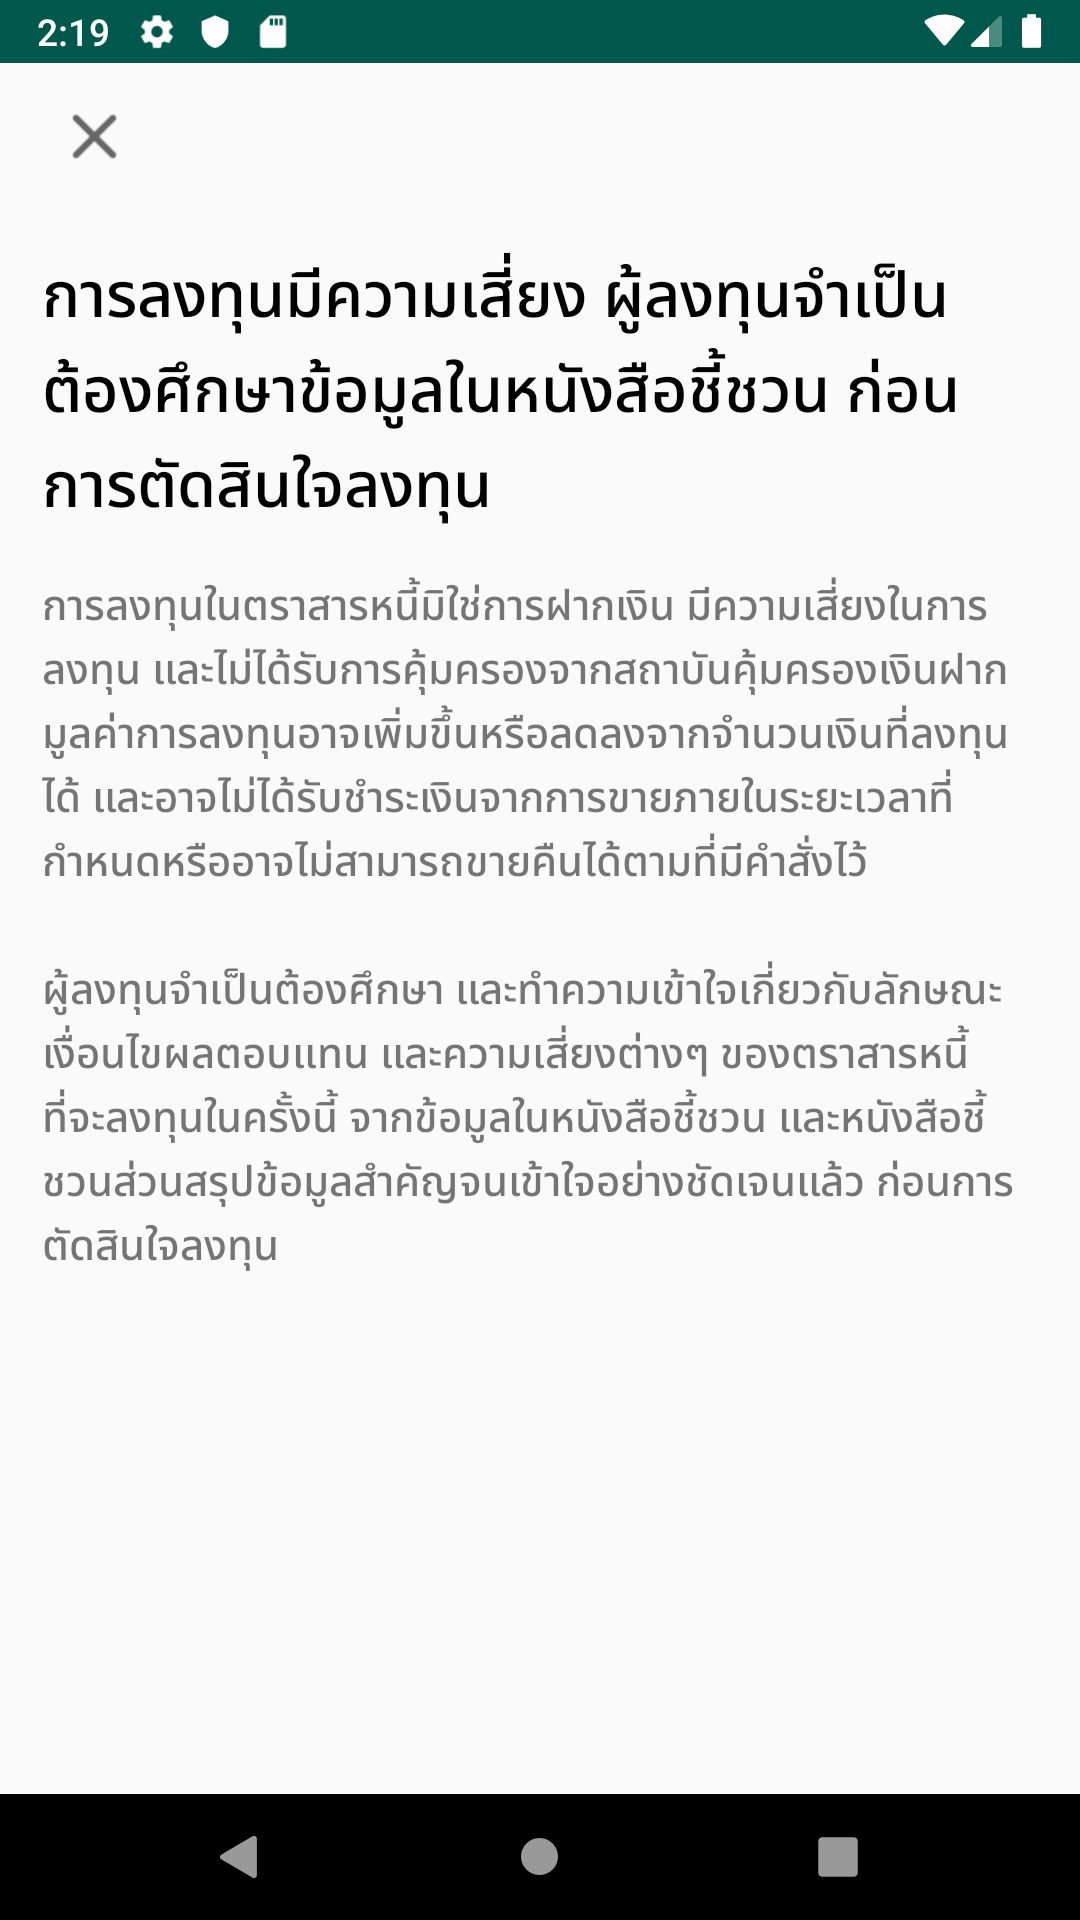 2:19
การลงทุนมีความเสี่ยง ผู้ลงทุนจำเป็น
ต้องศึกษาข้อมูลในหนังสือชี้ชวน ก่อน
การตัดสินใจลงทุน
การลงทุนในตราสารหนี้มิใช่การฝากเงิน มีความเสี่ยงในการ
ลงทุน และไม่ได้รับการคุ้มครองจากสถาบันคุ้มครองเงินฝาก
มูลค่าการลงทุนอาจเพิ่มขึ้นหรือลดลงจากจำนวนเงินที่ลงทุน
ได้ และอาจไม่ได้รับชำระเงินจากการขายภายในระยะเวลาที่
กำหนดหรืออาจไม่สามารถขายคืนได้ตามที่มีคำสั่งไว้
ผู้ลงทุนจำเป็นต้องศึกษา และทำความเข้าใจเกี่ยวกับลักษณะ
เงื่อนไขผลตอบแทน และความเสี่ยงต่างๆ ของตราสารหนี้
ที่จะลงทุนในครั้งนี้ จากข้อมูลในหนังสือชี้ชวน และหนังสือชี้
ชวนส่วนสรุปข้อมูลสำคัญจนเข้าใจอย่างชัดเจนแล้ว ก่อนการ
ตัดสินใจลงทุน